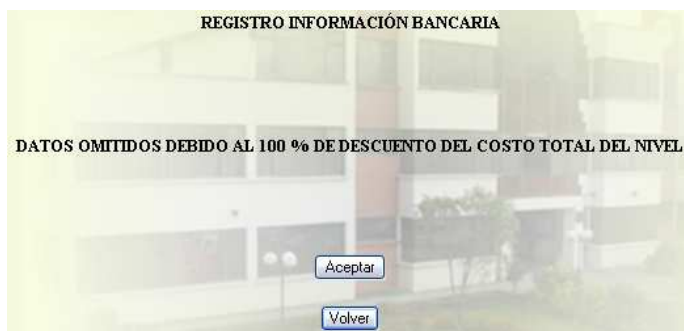 REGISTRO INFORMACIÓN BANCARIA
DATOS OMITIDOS DEBIDO AL 100 % DE DESCUENTO DEL COSTO TOTAL DEL NIVEL
Aceptar
Volver